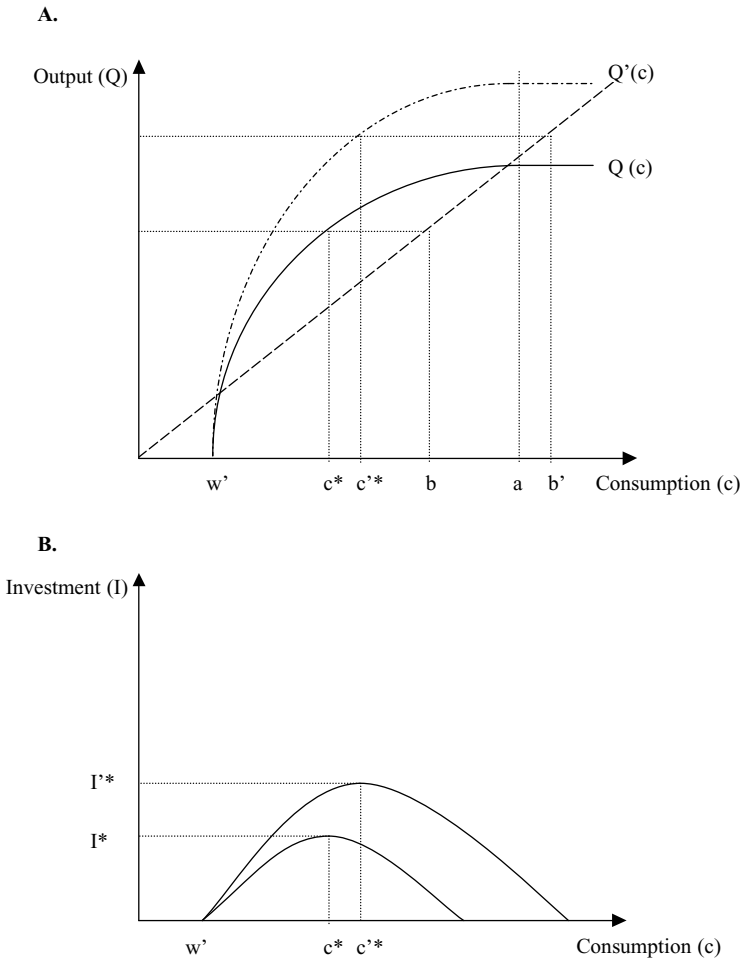 A.
Output (Q)
Q’(c)
Q (c)
w’ c* c’* b a b’ Consumption (c)
B.
Investment (I)
I’*
I*
w’ c* c’* Consumption (c)